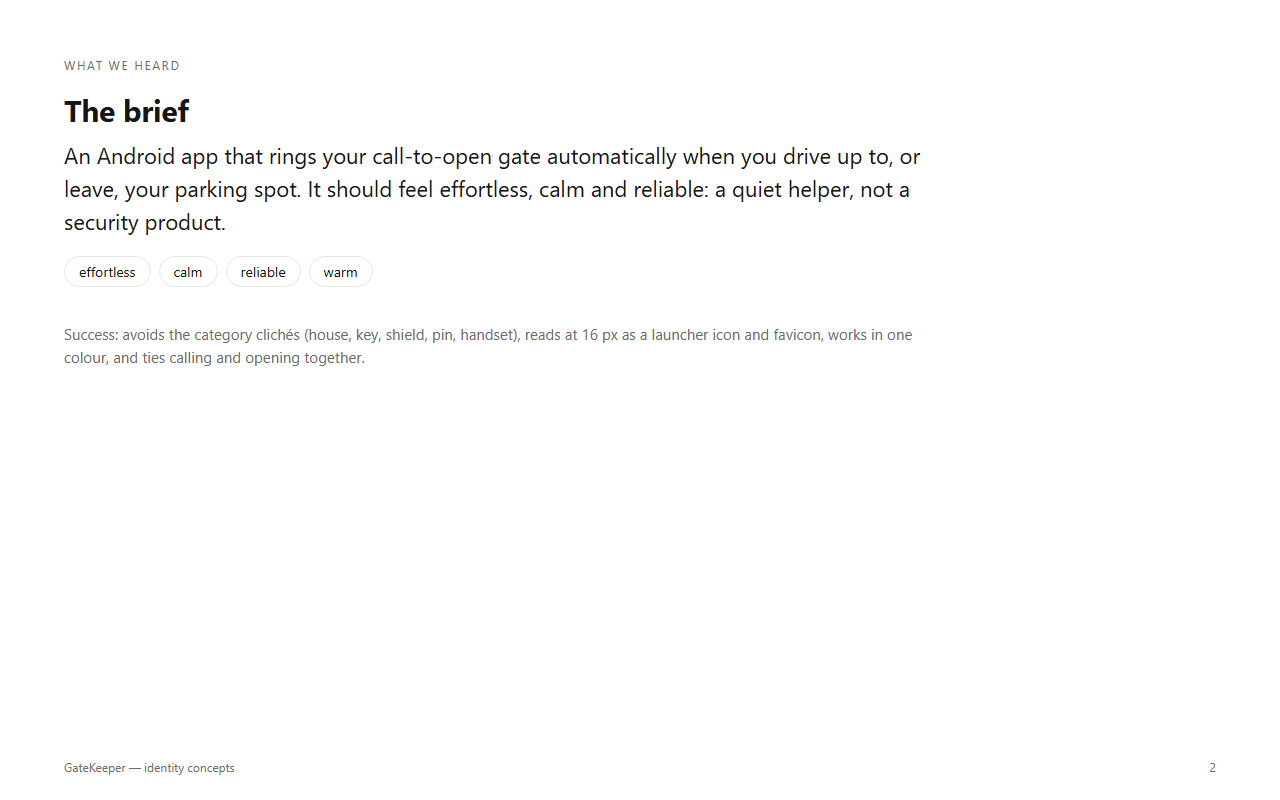 WHAT WE HEARD
The brief
An Android app that rings your call-to-open gate automatically when you drive up to, or
leave, your parking spot. It should feel effortless, calm and reliable: a quiet helper, not a
security product.
effortless
calm
reliable
warm
Success: avoids the category clichés (house, key, shield, pin, handset), reads at 16 px as a launcher icon and favicon, works in one
colour, and ties calling and opening together.
GateKeeper — identity concepts
2